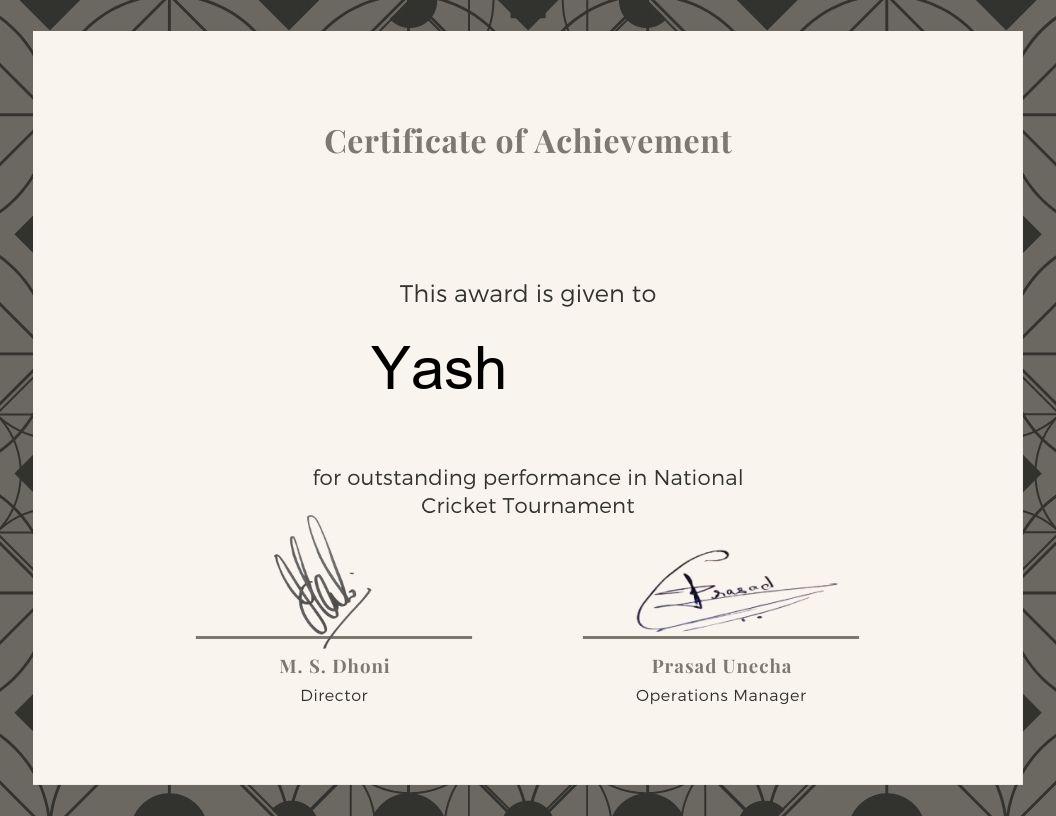 Certificate of Achievement
This award is given to
Yash
for outstanding performance in National
Cricket Tournament
Prasad
M. S. Dhoni
Prasad Unecha
Director
Operations Manager